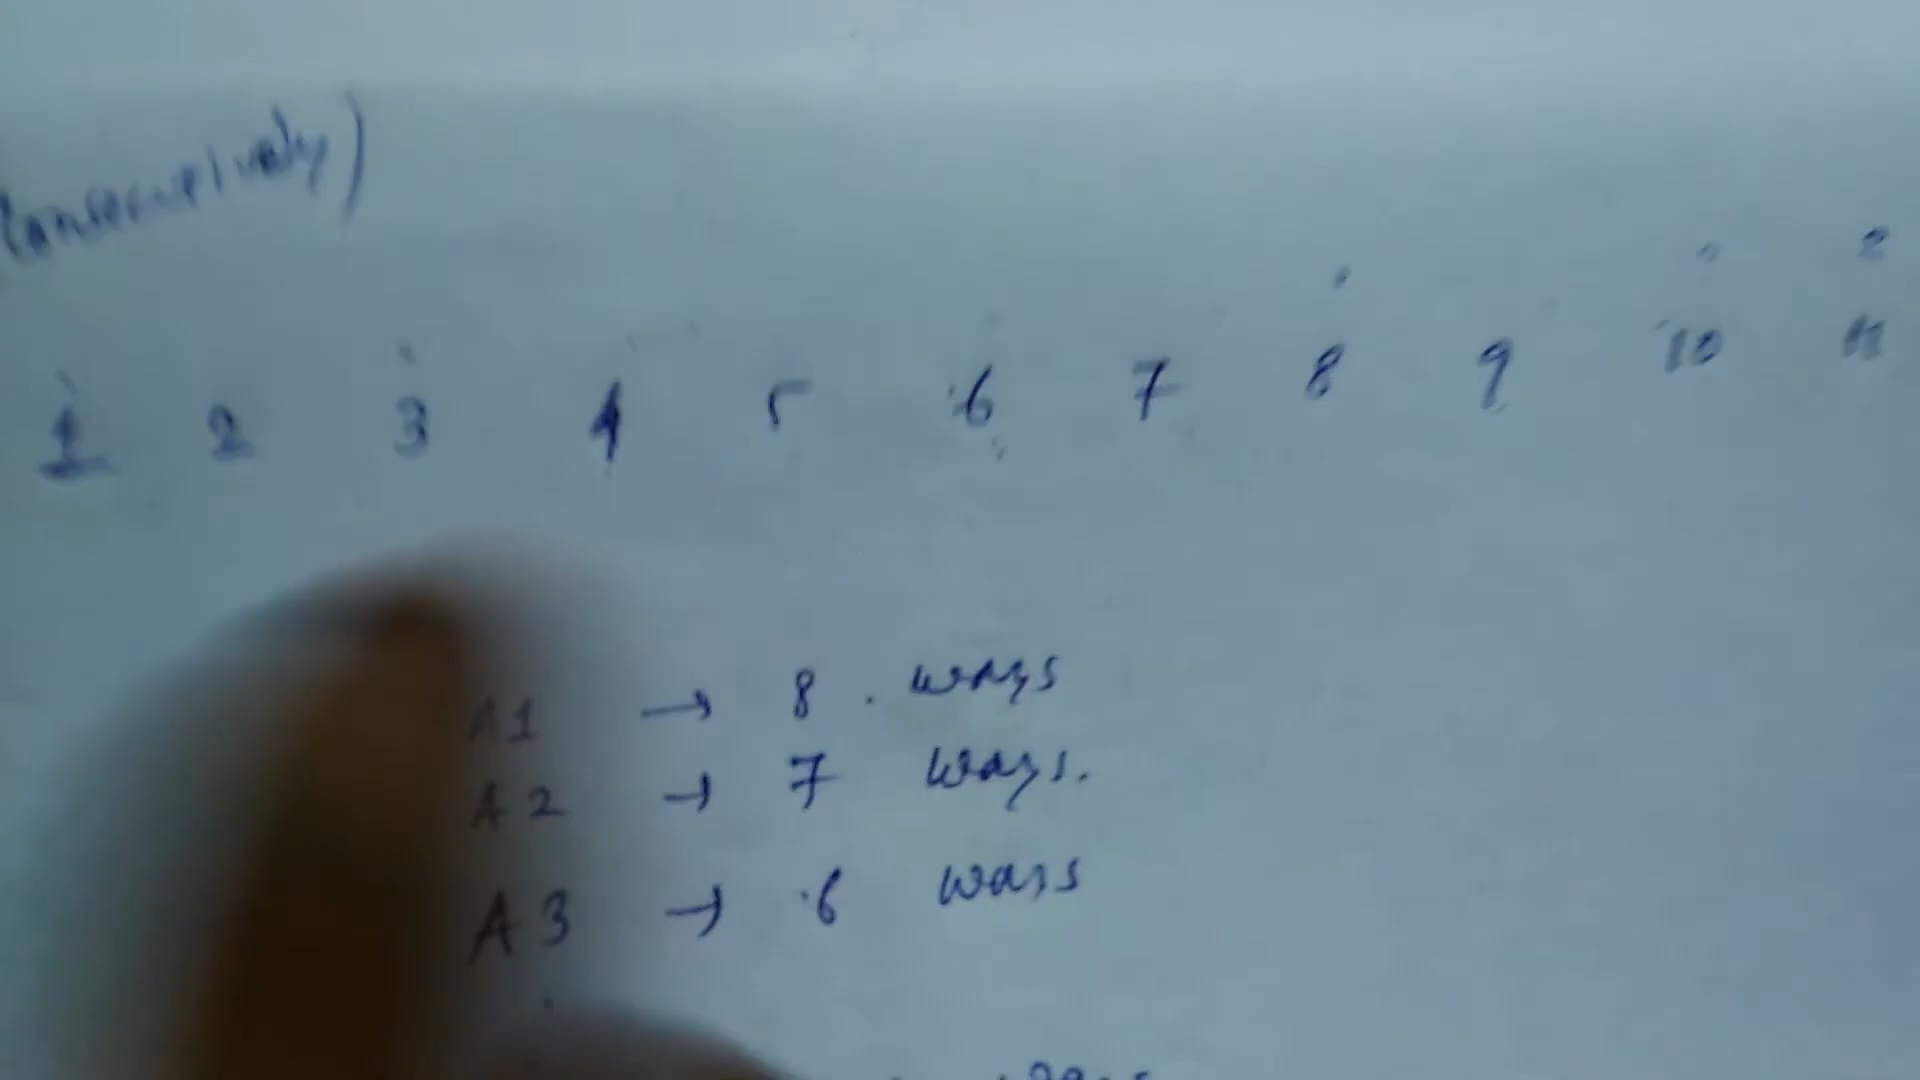 Consecutively)
1 2 3 4 5 6 7 8 9 10 11
A1 → 8 ways
A2 → 7 ways.
A3 → 6 ways
ways